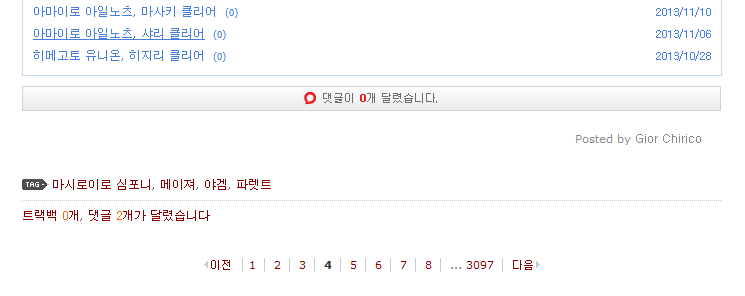 아마이로 아일노츠, 마사키 클리어 (0) 2013/11/10
아마이로 아일노츠, 샤리 클리어 (0) 2013/11/06
히메고토 유니온, 히지리 클리어 (0) 2013/10/28
댓글이 0개 달렸습니다.
Posted by Gior Chirico
TAG 마시로이로 심포니, 메이져, 야겜, 파렛트
트랙백 0개, 댓글 2개가 달렸습니다
이전 1 2 3 4 5 6 7 8 ... 3097 다음